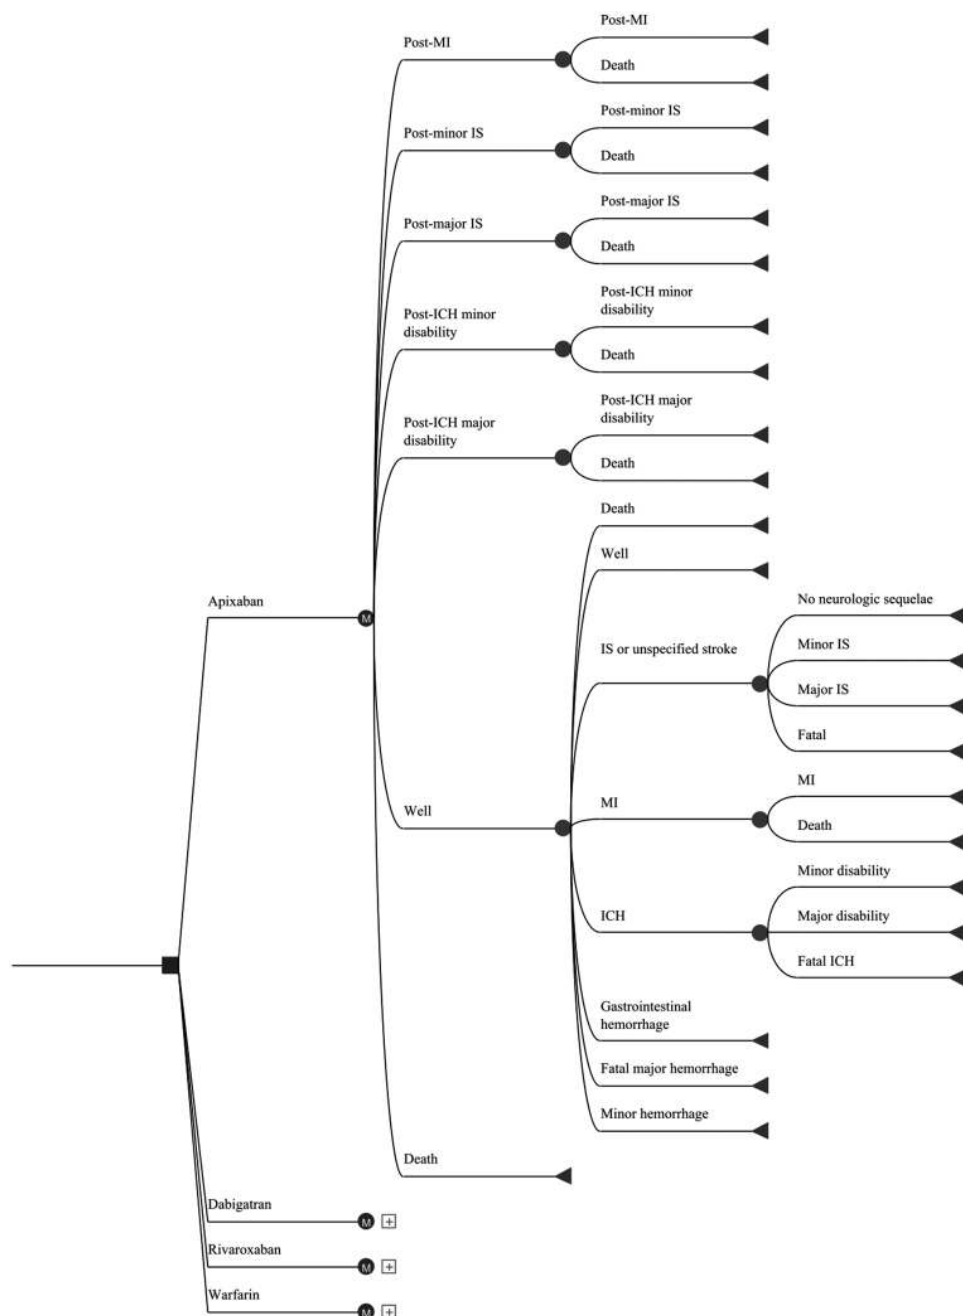 Post-MI
Post-MI
Death
Post-minor IS
Post-minor IS
Death
Post-major IS
Post-major IS
Death
Post-ICH minor
disability
Post-ICH minor
disability
Death
Post-ICH major
disability
Post-ICH major
disability
Death
Death
Well
Apixaban
M
No neurologic sequelae
IS or unspecified stroke
Minor IS
Major IS
Fatal
Well
MI
MI
Death
ICH
Minor disability
Major disability
Fatal ICH
Gastrointestinal
hemorrhage
Fatal major hemorrhage
Minor hemorrhage
Death
Dabigatran
M
Rivaroxaban
M
Warfarin
M